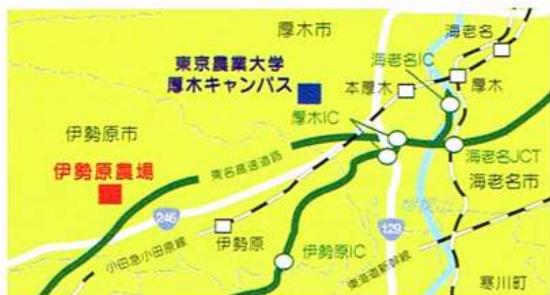 厚木市
海老名
海老名IC
東京農業大学
厚木キャンパス
本厚木
厚木
厚木IC
伊勢原市
海老名JCT
伊勢原農場
東名高速道路
海老名市
246
129
伊勢原
小田急小田原線
伊勢原IC
東海道新幹線
寒川町